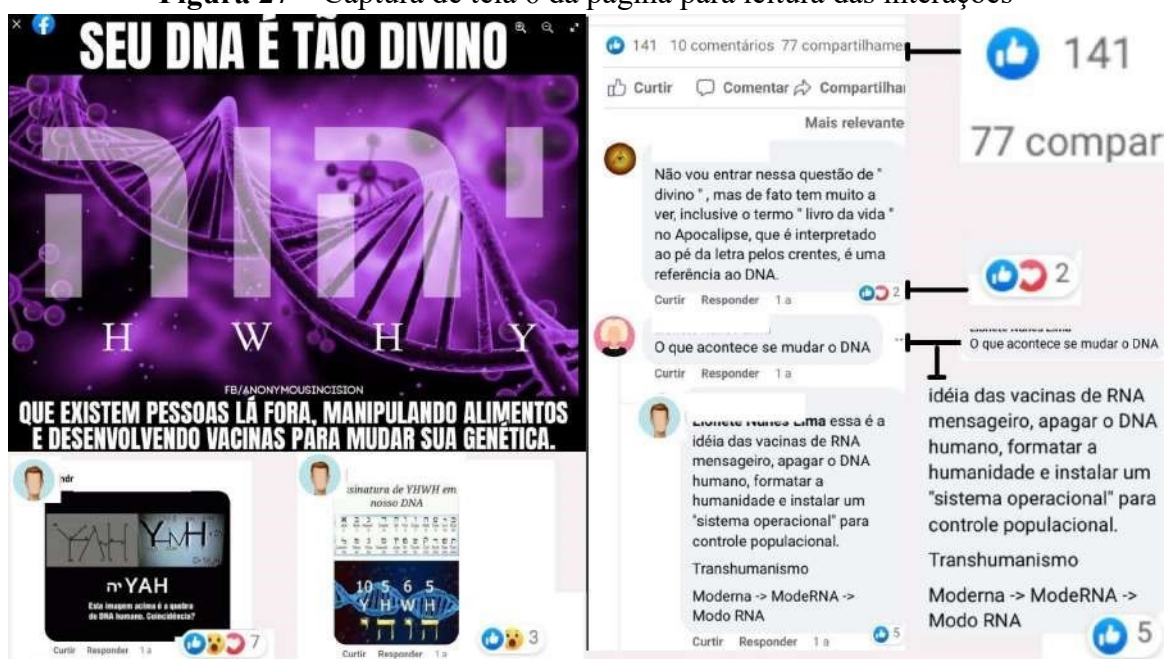 Figura 27 – Captura de tela 6 da página para leitura das interações
SEU DNA É TÃO DIVINO
יהוה
H W H Y
FB/ANONYMOUSINCISION
QUE EXISTEM PESSOAS LÁ FORA, MANIPULANDO ALIMENTOS
E DESENVOLVENDO VACINAS PARA MUDAR SUA GENÉTICA.
ndr
YAH YAH
יה YAH
Esta imagem acima é a quebra
de DNA humano. Coincidência?
7
Curtir Responder 1 a
sinatura de YHWH em
nosso DNA
10 5 6 5
Y H W H
3
Curtir Responder 1 a
141 10 comentários 77 compartilhame
Curtir Comentar Compartilhar
Mais relevante
Não vou entrar nessa questão de "
divino " , mas de fato tem muito a
ver, inclusive o termo " livro da vida "
no Apocalipse, que é interpretado
ao pé da letra pelos crentes, é uma
referência ao DNA.
2
Curtir Responder 1 a
O que acontece se mudar o DNA
Curtir Responder 1 a
Lionete Nunes Lima essa é a
idéia das vacinas de RNA
mensageiro, apagar o DNA
humano, formatar a
humanidade e instalar um
"sistema operacional" para
controle populacional.
Transhumanismo
Moderna -> ModeRNA ->
Modo RNA
Curtir Responder 1 a
5
141
77 compar
2
Lionete Nunes Lima
O que acontece se mudar o DNA
idéia das vacinas de RNA
mensageiro, apagar o DNA
humano, formatar a
humanidade e instalar um
"sistema operacional" para
controle populacional.
Transhumanismo
Moderna -> ModeRNA ->
Modo RNA
5